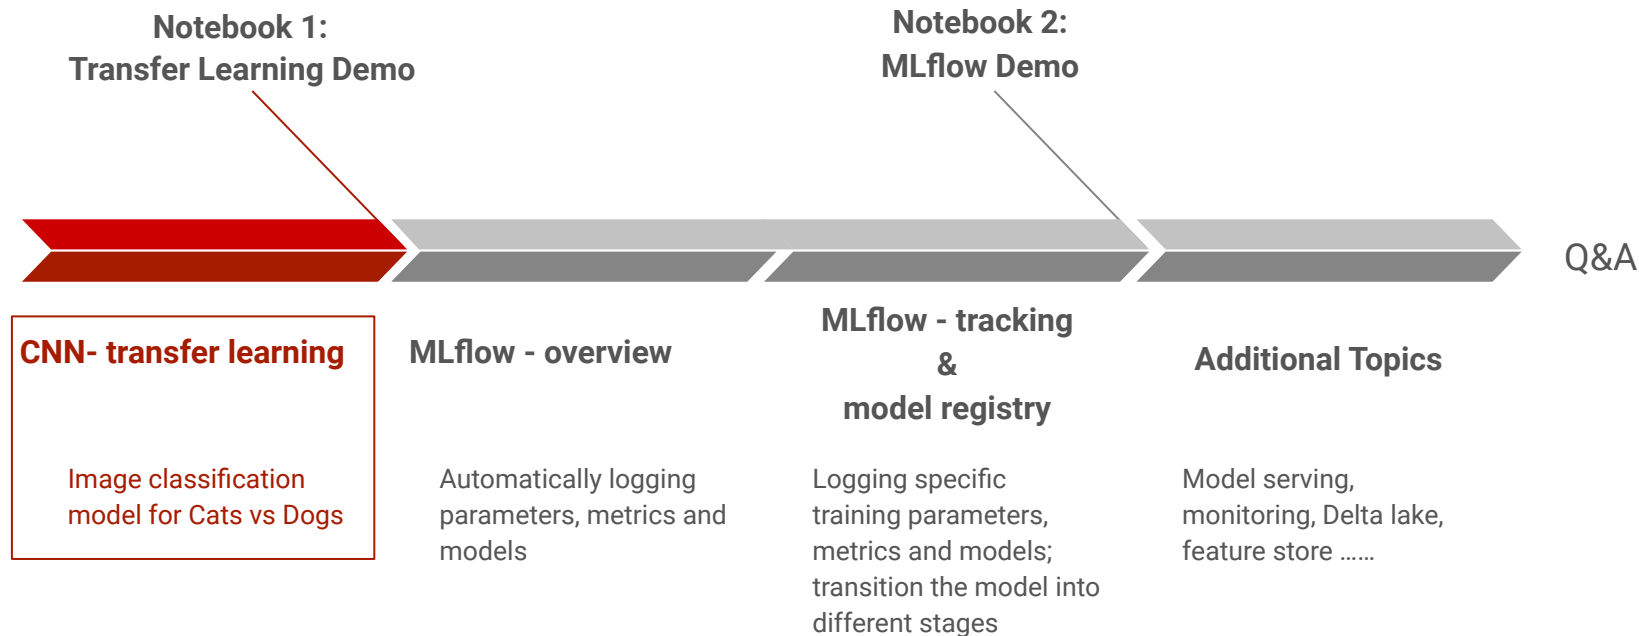 Notebook 1:
Transfer Learning Demo
Notebook 2:
MLflow Demo
Q&A
CNN- transfer learning
Image classification
model for Cats vs Dogs
MLflow - overview
Automatically logging
parameters, metrics and
models
MLflow - tracking
&
model registry
Logging specific
training parameters,
metrics and models;
transition the model into
different stages
Additional Topics
Model serving,
monitoring, Delta lake,
feature store ......